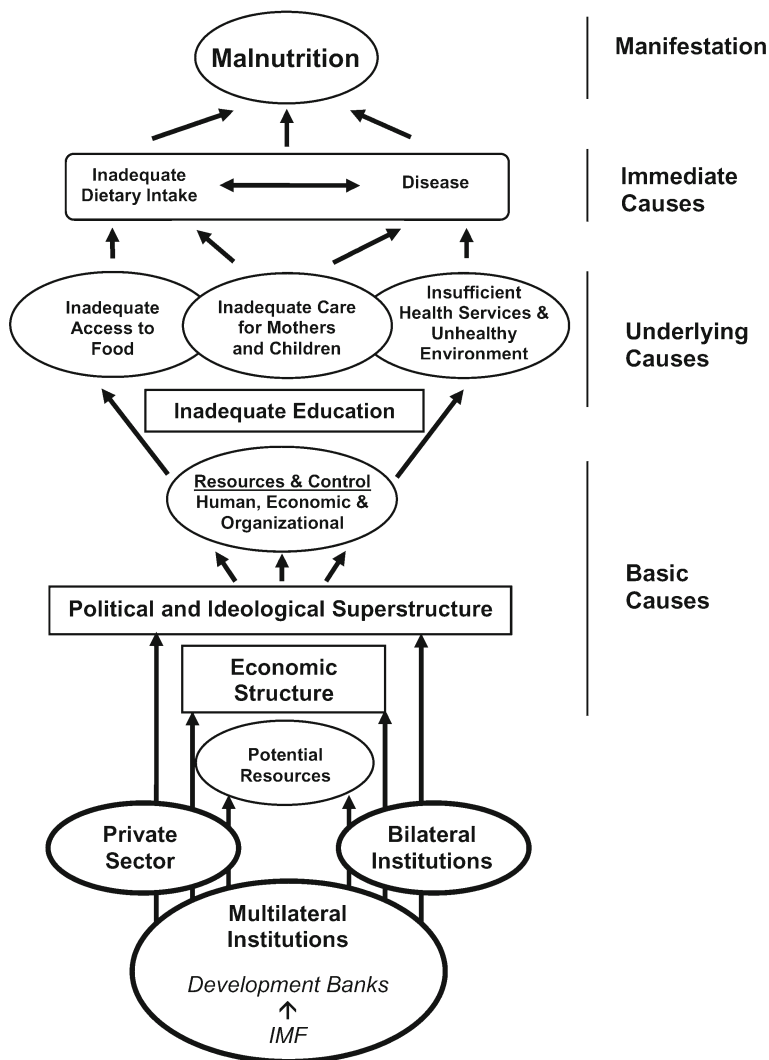 Malnutrition
Manifestation
Inadequate
Dietary Intake
Disease
Immediate
Causes
Inadequate
Access to
Food
Inadequate Care
for Mothers
and Children
Insufficient
Health Services &
Unhealthy
Environment
Underlying
Causes
Inadequate Education
Resources & Control
Human, Economic &
Organizational
Basic
Causes
Political and Ideological Superstructure
Economic
Structure
Potential
Resources
Private
Sector
Bilateral
Institutions
Multilateral
Institutions
Development Banks
IMF